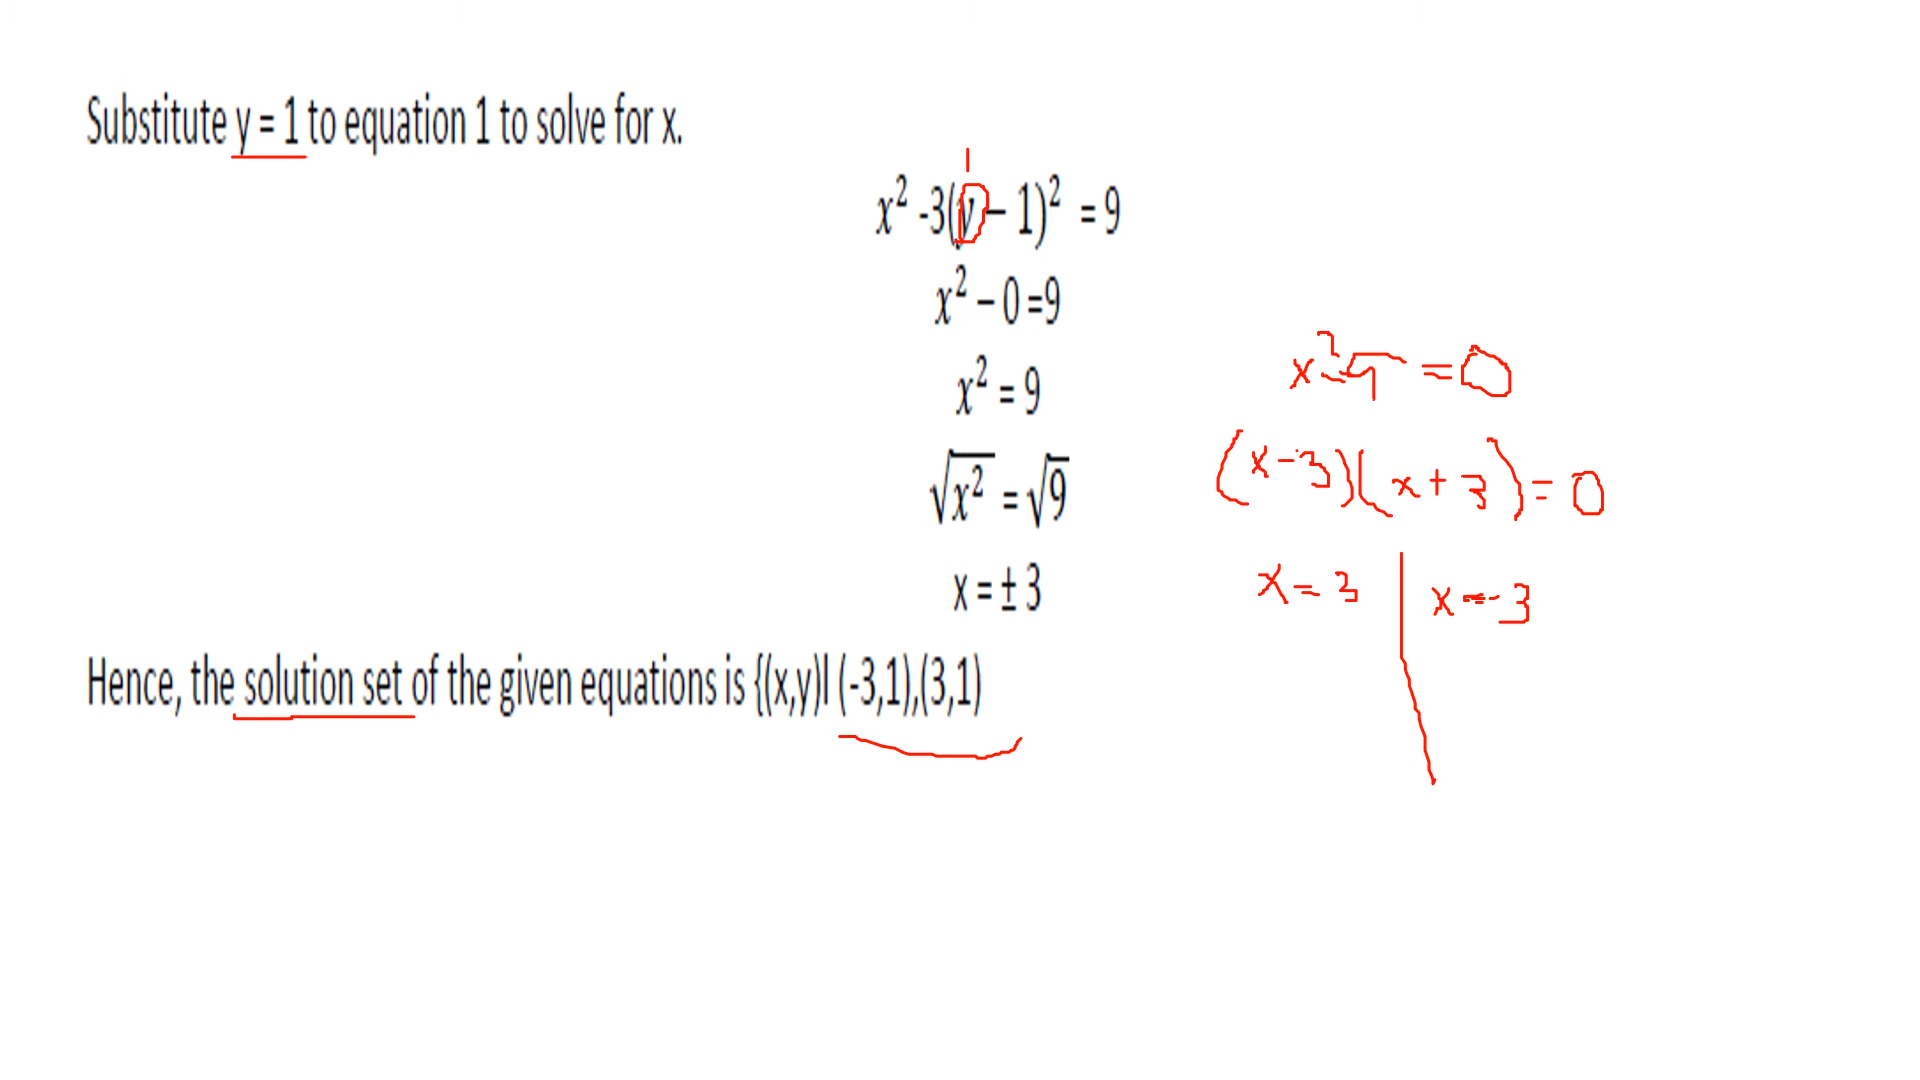 Substitute y = 1 to equation 1 to solve for x.
1
x² -3(y − 1)² = 9
x² − 0 =9
x² = 9
√x² = √9
x = ± 3
x² - 9 = 0
(x - 3)(x + 3) = 0
x = 3 | x = -3
Hence, the solution set of the given equations is {(x,y)l (-3,1),(3,1)